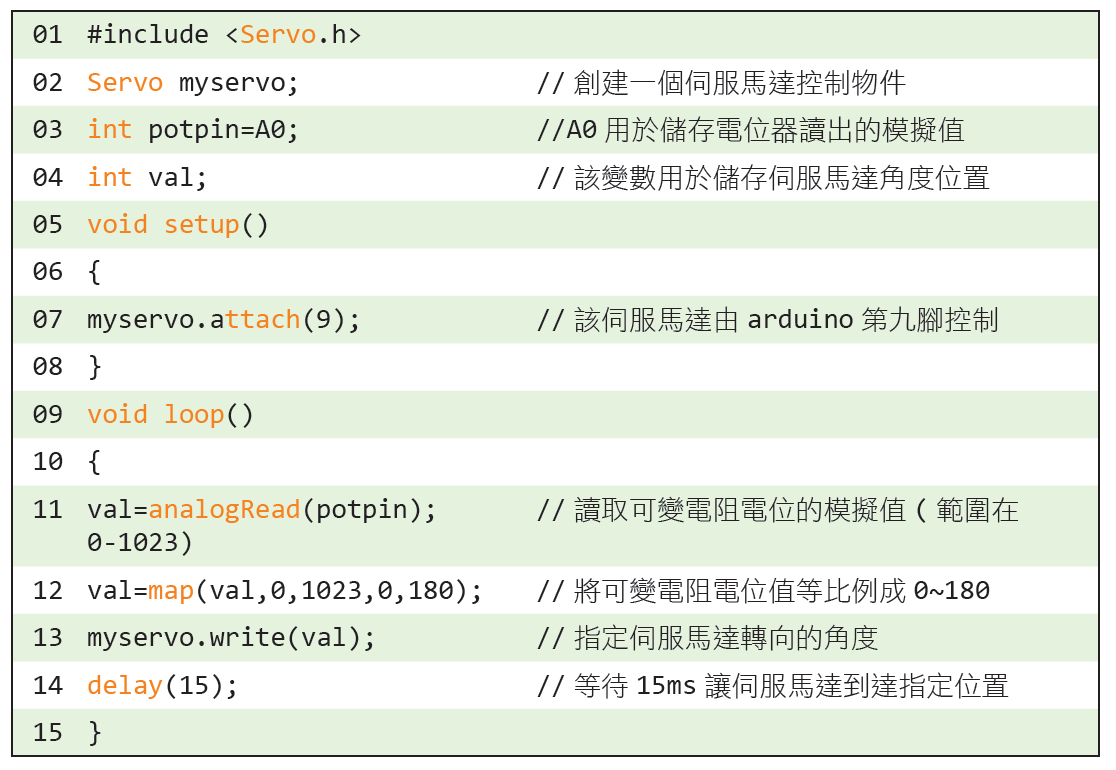 01 #include <Servo.h>
02 Servo myservo; // 創建一個伺服馬達控制物件
03 int potpin=A0; //A0 用於儲存電位器讀出的模擬值
04 int val; // 該變數用於儲存伺服馬達角度位置
05 void setup()
06 {
07 myservo.attach(9); // 該伺服馬達由 arduino 第九腳控制
08 }
09 void loop()
10 {
11 val=analogRead(potpin); // 讀取可變電阻電位的模擬值 ( 範圍在
0-1023)
12 val=map(val,0,1023,0,180); // 將可變電阻電位值等比例成 0~180
13 myservo.write(val); // 指定伺服馬達轉向的角度
14 delay(15); // 等待 15ms 讓伺服馬達到達指定位置
15 }